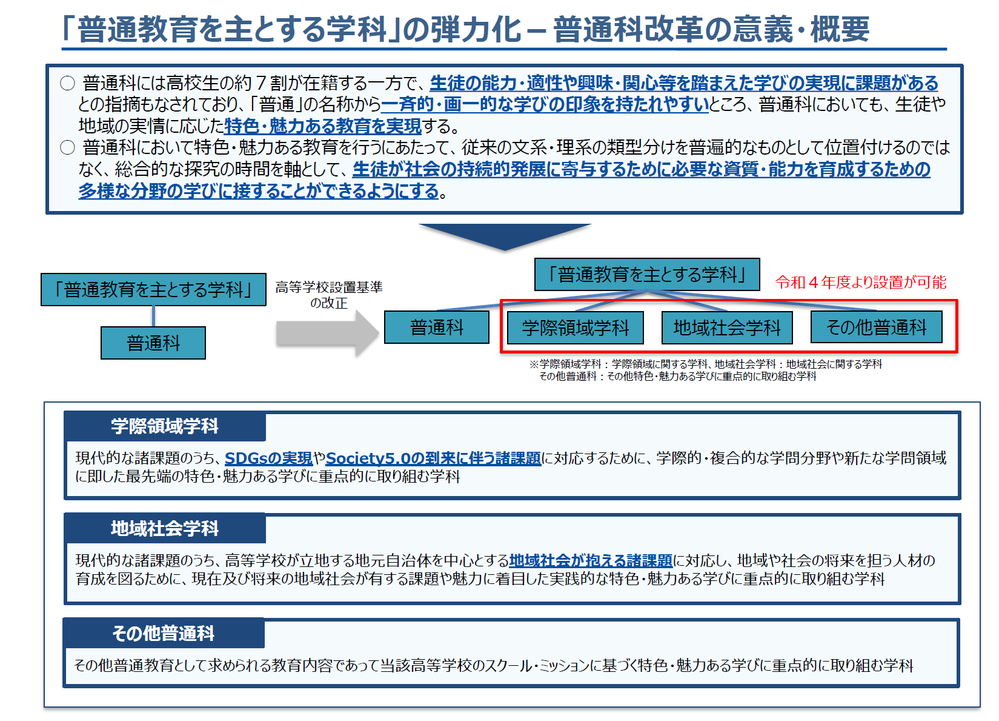 「普通教育を主とする学科」の弾力化－普通科改革の意義・概要
○ 普通科には高校生の約７割が在籍する一方で、生徒の能力・適性や興味・関心等を踏まえた学びの実現に課題がある
との指摘もなされており、「普通」の名称から一斉的・画一的な学びの印象を持たれやすいところ、普通科においても、生徒や
地域の実情に応じた特色・魅力ある教育を実現する。
○ 普通科において特色・魅力ある教育を行うにあたって、従来の文系・理系の類型分けを普遍的なものとして位置付けるのでは
なく、総合的な探究の時間を軸として、生徒が社会の持続的発展に寄与するために必要な資質・能力を育成するための
多様な分野の学びに接することができるようにする。
「普通教育を主とする学科」
普通科
高等学校設置基準
の改正
「普通教育を主とする学科」
令和４年度より設置が可能
普通科
学際領域学科
地域社会学科
その他普通科
※学際領域学科：学際領域に関する学科、地域社会学科：地域社会に関する学科
その他普通科：その他特色・魅力ある学びに重点的に取り組む学科
学際領域学科
現代的な諸課題のうち、SDGsの実現やSociety5.0の到来に伴う諸課題に対応するために、学際的・複合的な学問分野や新たな学問領域
に即した最先端の特色・魅力ある学びに重点的に取り組む学科
地域社会学科
現代的な諸課題のうち、高等学校が立地する地元自治体を中心とする地域社会が抱える諸課題に対応し、地域や社会の将来を担う人材の
育成を図るために、現在及び将来の地域社会が有する課題や魅力に着目した実践的な特色・魅力ある学びに重点的に取り組む学科
その他普通科
その他普通教育として求められる教育内容であって当該高等学校のスクール・ミッションに基づく特色・魅力ある学びに重点的に取り組む学科